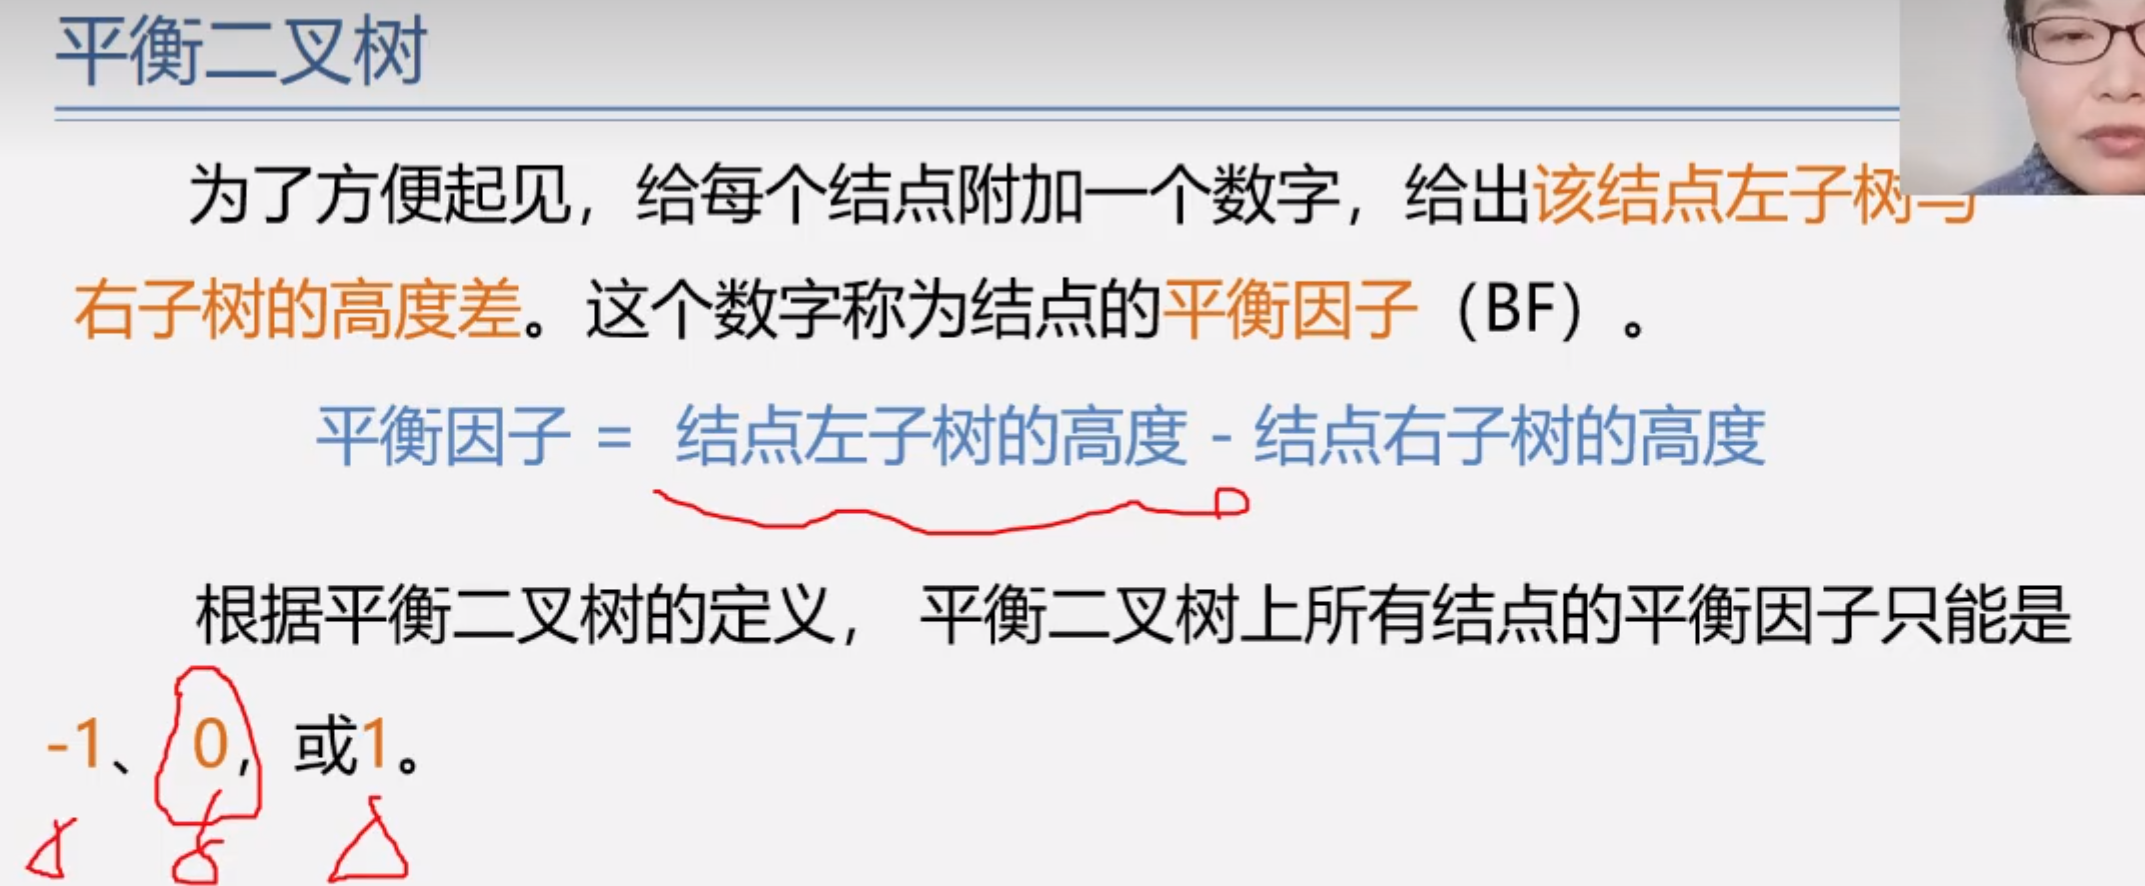 平衡二叉树
为了方便起见，给每个结点附加一个数字，给出该结点左子树与
右子树的高度差。这个数字称为结点的平衡因子（BF）。
平衡因子 = 结点左子树的高度 - 结点右子树的高度
根据平衡二叉树的定义， 平衡二叉树上所有结点的平衡因子只能是
-1、 0， 或1。